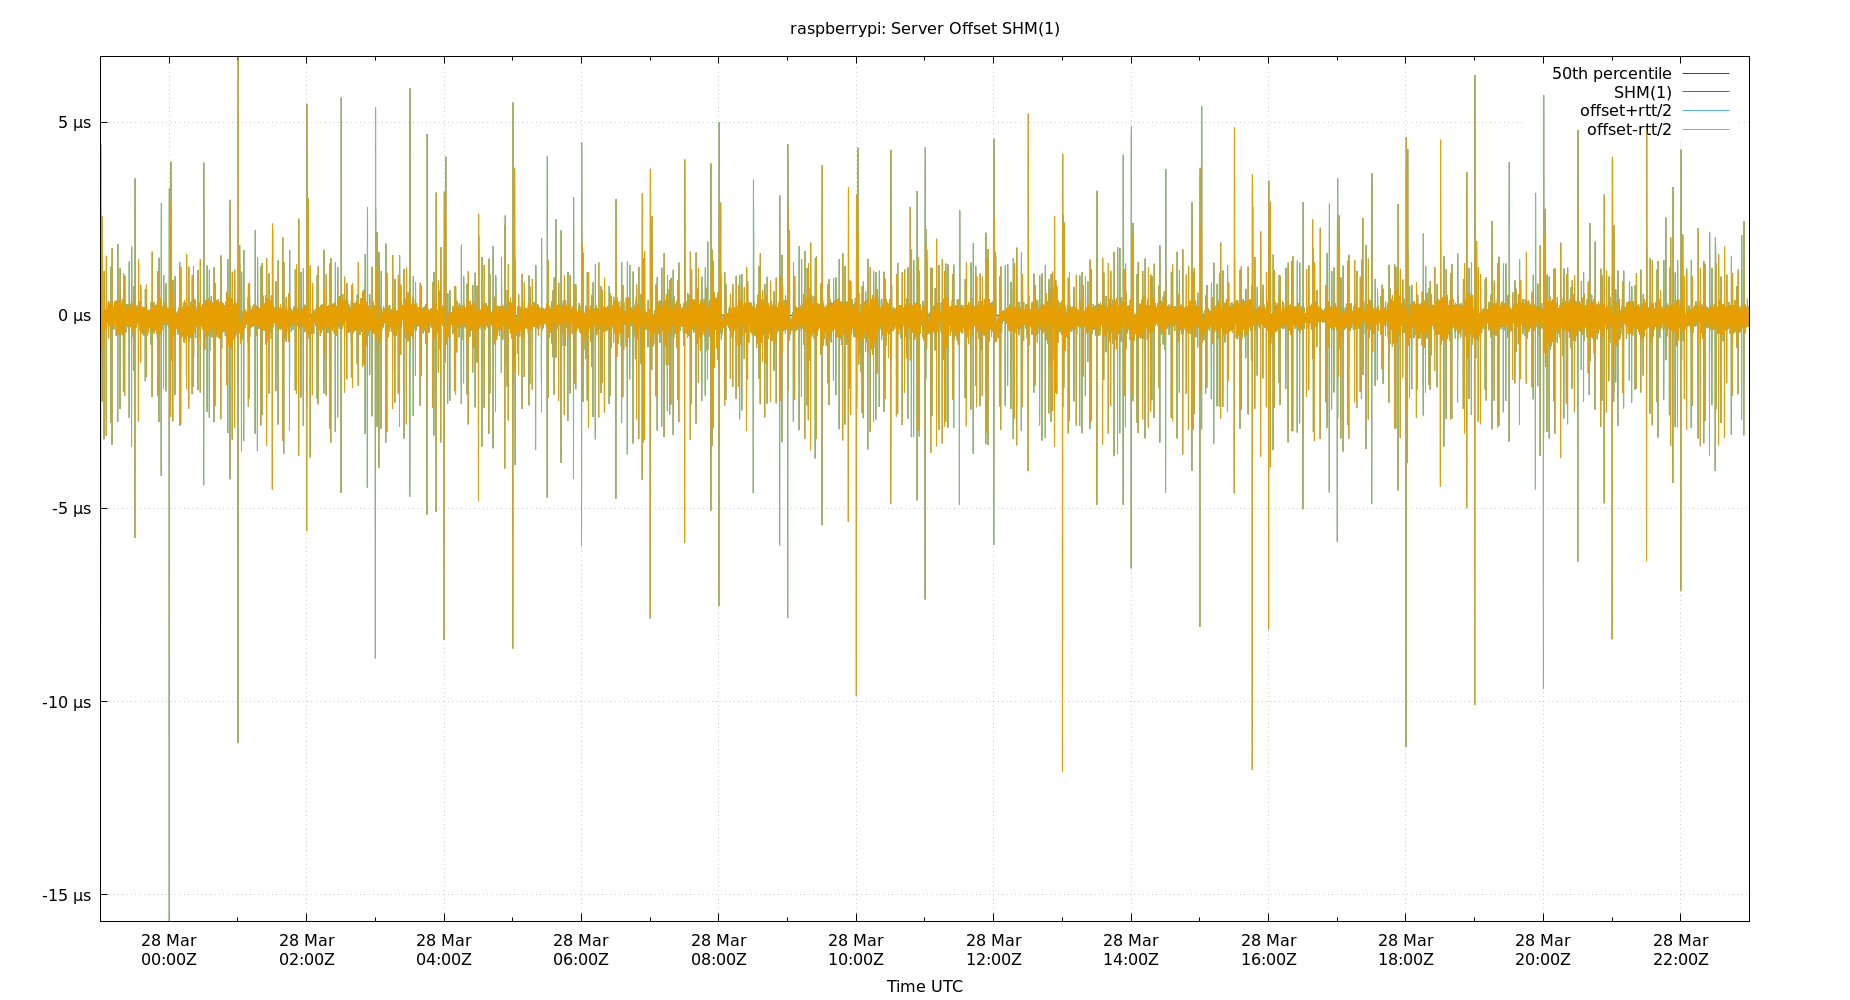 raspberrypi: Server Offset SHM(1)
50th percentile
SHM(1)
offset+rtt/2
offset-rtt/2
5 µs
0 µs
-5 µs
-10 µs
-15 µs
28 Mar 28 Mar 28 Mar 28 Mar 28 Mar 28 Mar 28 Mar 28 Mar 28 Mar 28 Mar 28 Mar 28 Mar
00:00Z 02:00Z 04:00Z 06:00Z 08:00Z 10:00Z 12:00Z 14:00Z 16:00Z 18:00Z 20:00Z 22:00Z
Time UTC